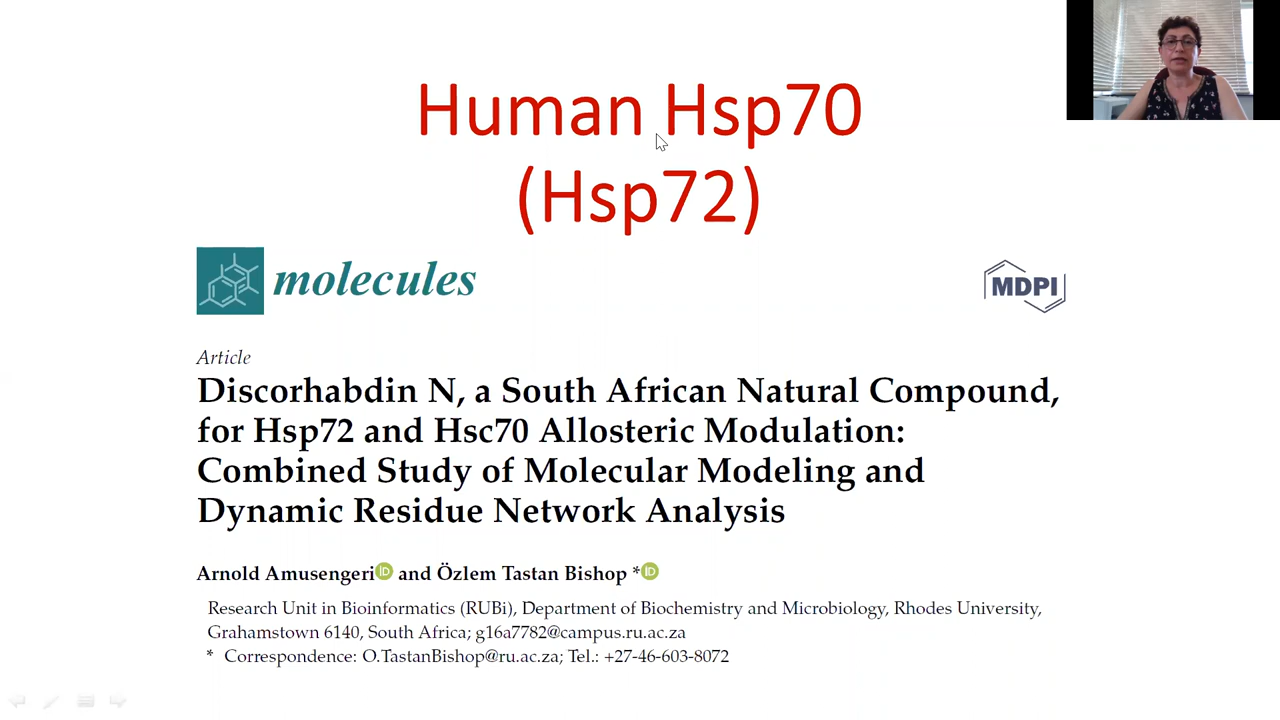 Human Hsp70
(Hsp72)
molecules
MDPI
Article
Discorhabdin N, a South African Natural Compound,
for Hsp72 and Hsc70 Allosteric Modulation:
Combined Study of Molecular Modeling and
Dynamic Residue Network Analysis
Arnold Amusengeri iD and Özlem Tastan Bishop * iD
Research Unit in Bioinformatics (RUBi), Department of Biochemistry and Microbiology, Rhodes University,
Grahamstown 6140, South Africa; g16a7782@campus.ru.ac.za
* Correspondence: O.TastanBishop@ru.ac.za; Tel.: +27-46-603-8072